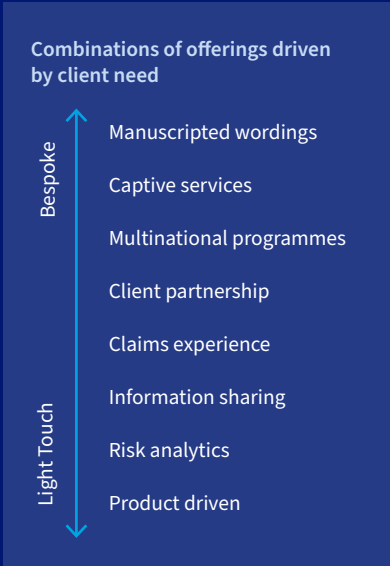 Combinations of offerings driven
by client need
Bespoke
Manuscripted wordings
Captive services
Multinational programmes
Client partnership
Claims experience
Information sharing
Light Touch
Risk analytics
Product driven